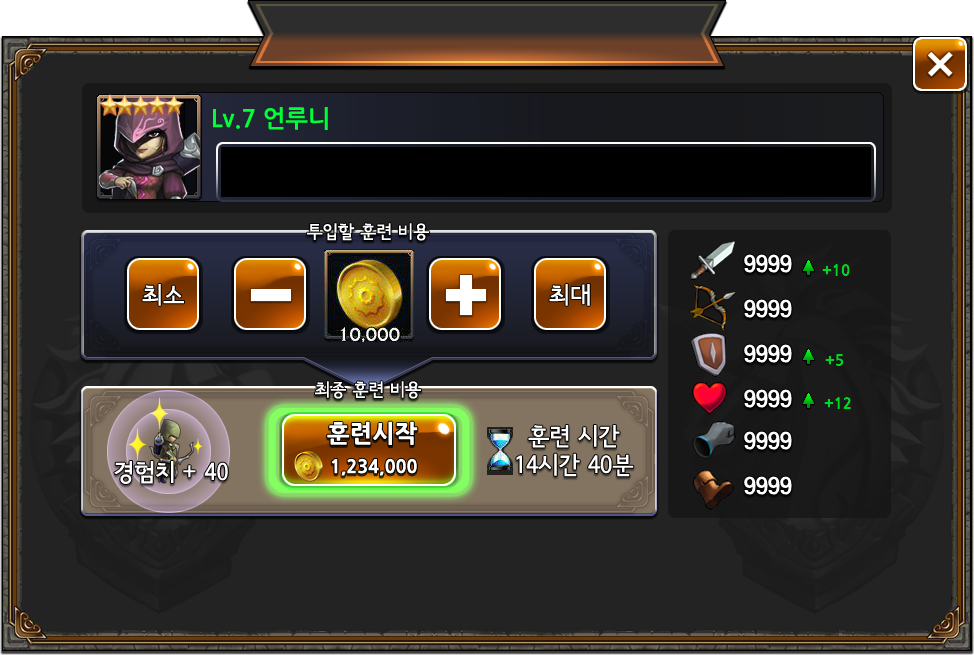 Lv.7 언루니
투입할 훈련 비용
최소
10,000
최대
최종 훈련 비용
경험치 + 40
훈련시작
1,234,000
훈련 시간
14시간 40분
9999 +10
9999
9999 +5
9999 +12
9999
9999